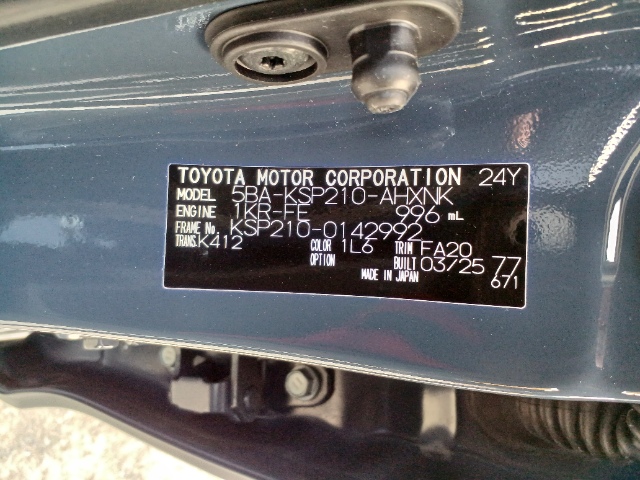 TOYOTA MOTOR CORPORATION 24Y
MODEL 5BA-KSP210-AHXNK
ENGINE 1KR-FE 996 mL
FRAME No. KSP210-0142992
TRANS. K412 COLOR 1L6 TRIM FA20
OPTION BUILT 03/25 77
MADE IN JAPAN 671